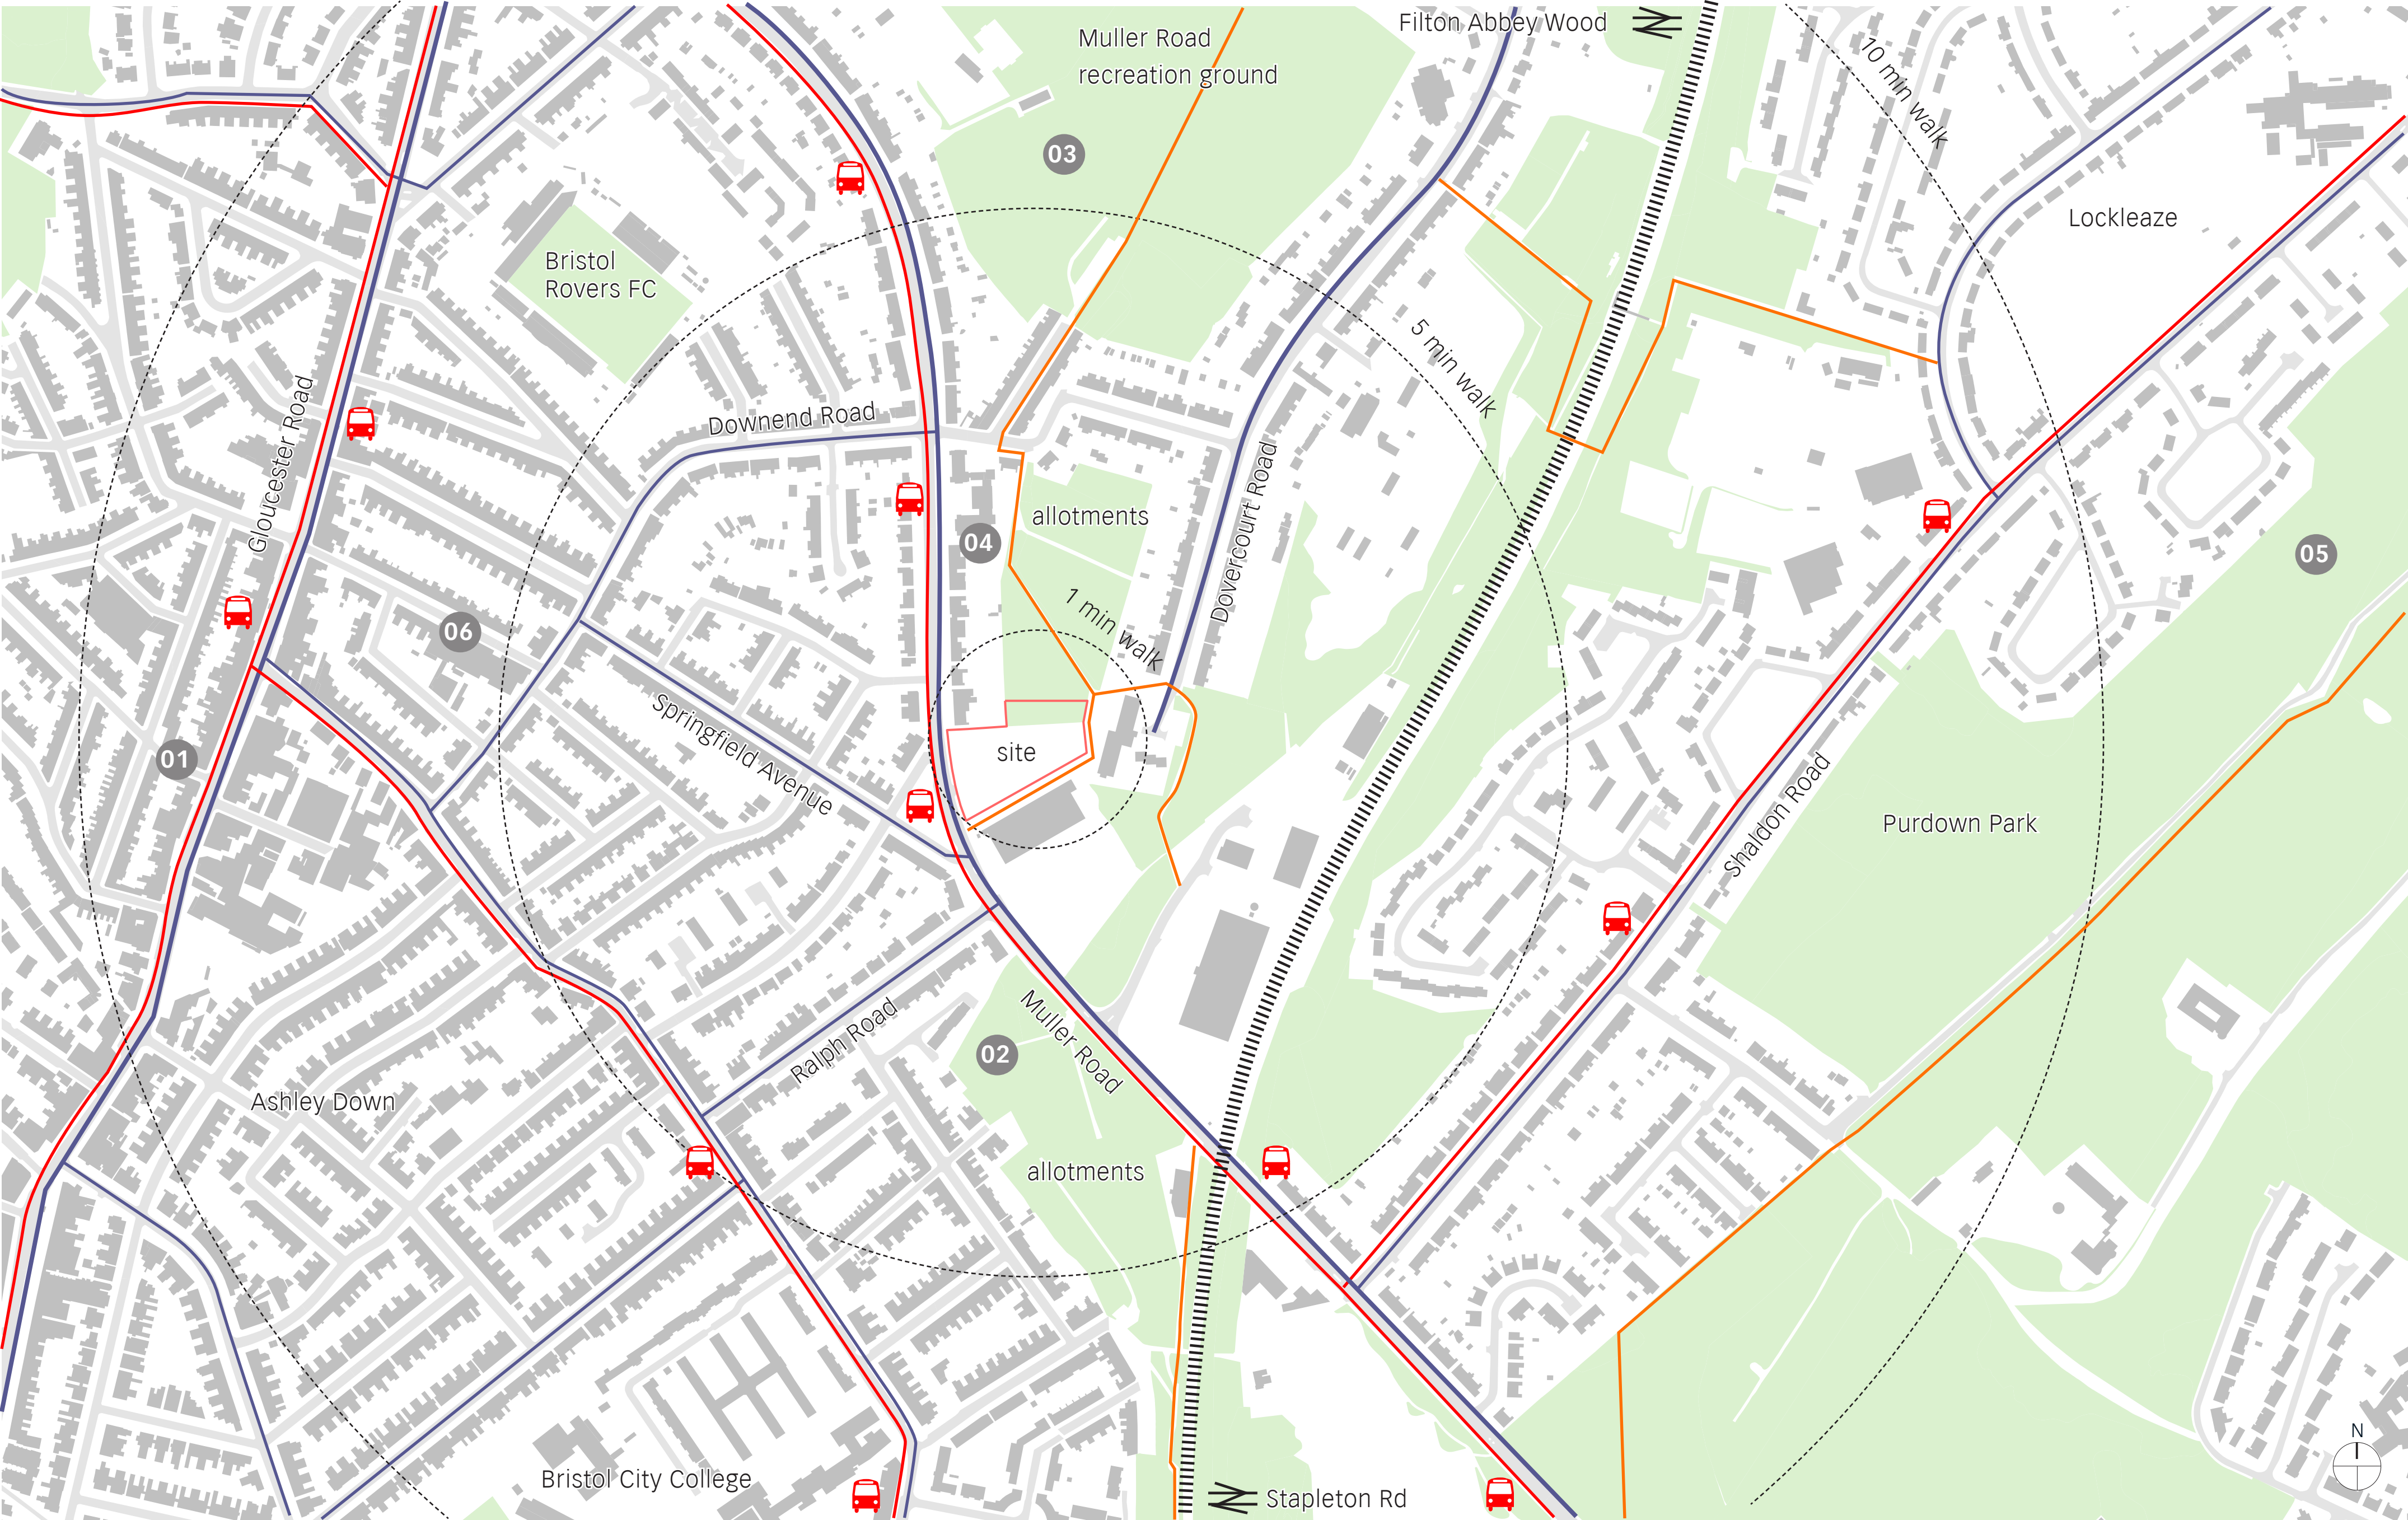 Filton Abbey Wood
Muller Road
recreation ground
10 min walk
03
Lockleaze
Bristol
Rovers FC
5 min walk
Downend Road
Gloucester Road
allotments
04
Dovercourt Road
05
1 min walk
06
Springfield Avenue
site
01
Shaldon Road
Purdown Park
Muller Road
Ralph Road
02
Ashley Down
allotments
N
Bristol City College
Stapleton Rd